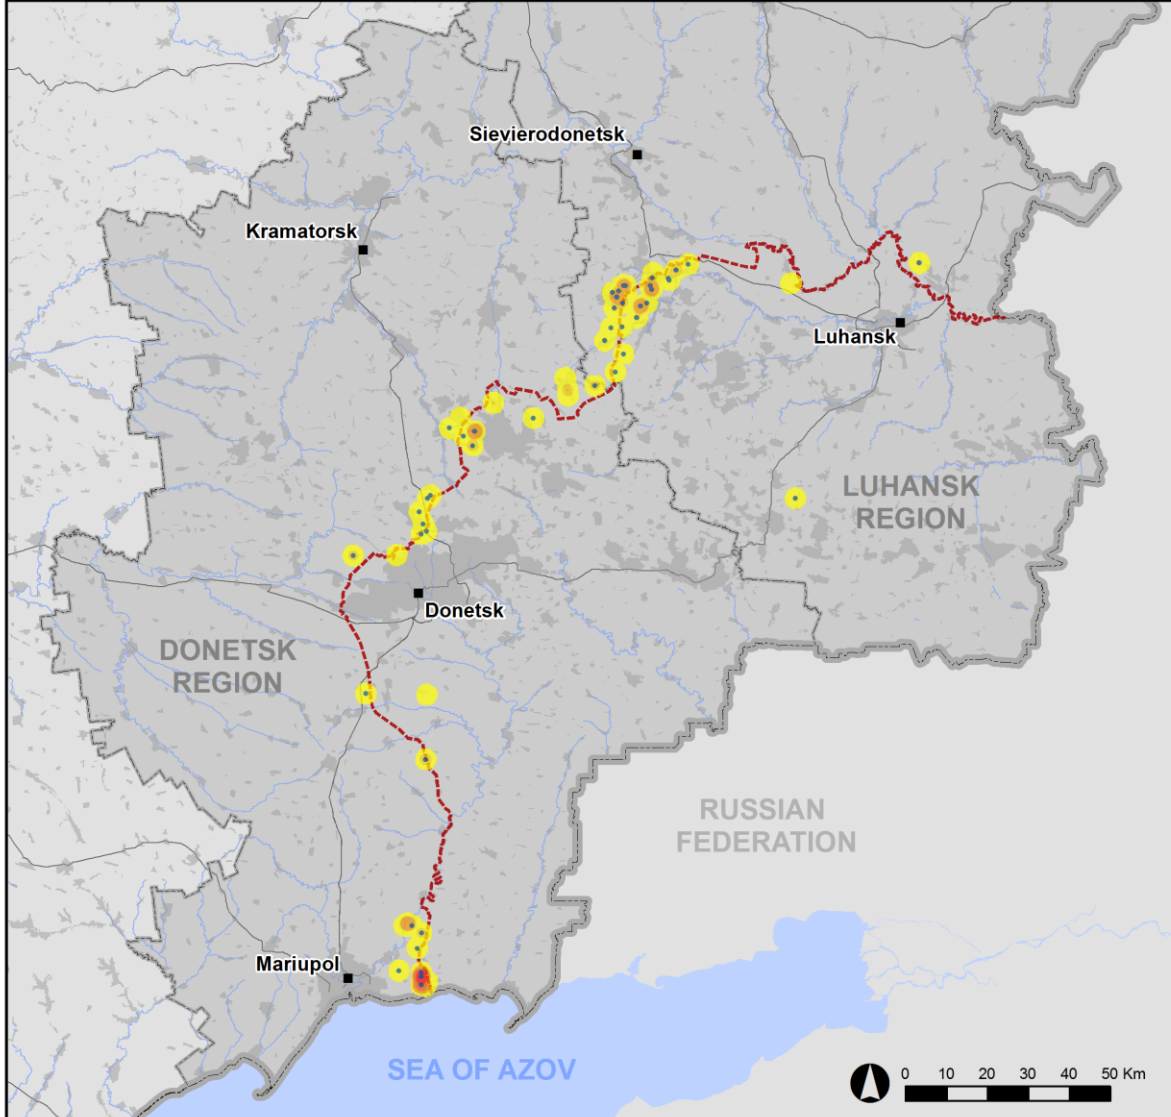 Sievierodonetsk
Kramatorsk
Luhansk
LUHANSK
REGION
Donetsk
DONETSK
REGION
RUSSIAN
FEDERATION
Mariupol
SEA OF AZOV
0 10 20 30 40 50 Km